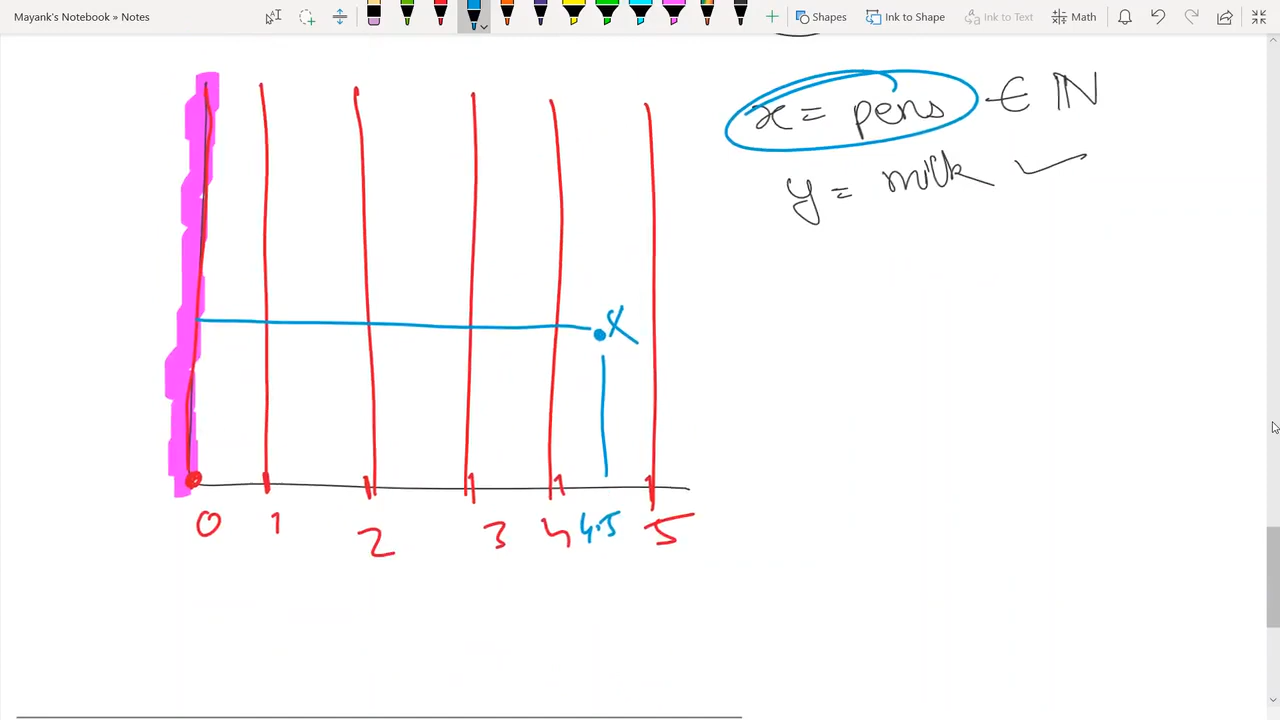 Mayank's Notebook » Notes
Shapes
Ink to Shape
Ink to Text
Math
x = pens ∈ ℕ
y = milk ✓
x
0 1 2 3 4 4.5 5